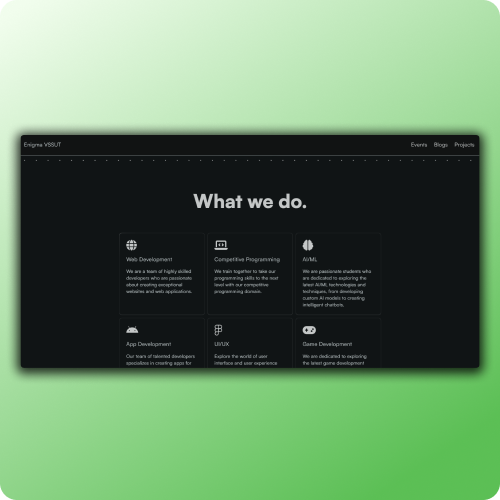 Enigma VSSUT
Events Blogs Projects
What we do.
Web Development
We are a team of highly skilled
developers who are passionate
about creating exceptional
websites and web applications.
Competitive Programming
We train together to take our
programming skills to the next
level with our competitive
programming domain.
AI/ML
We are passionate students who
are dedicated to exploring the
latest AI/ML technologies and
techniques, from developing
custom AI models to creating
intelligent chatbots.
App Development
Our team of talented developers
specializes in creating apps for
UI/UX
Explore the world of user
interface and user experience
Game Development
We are dedicated to exploring
the latest game development